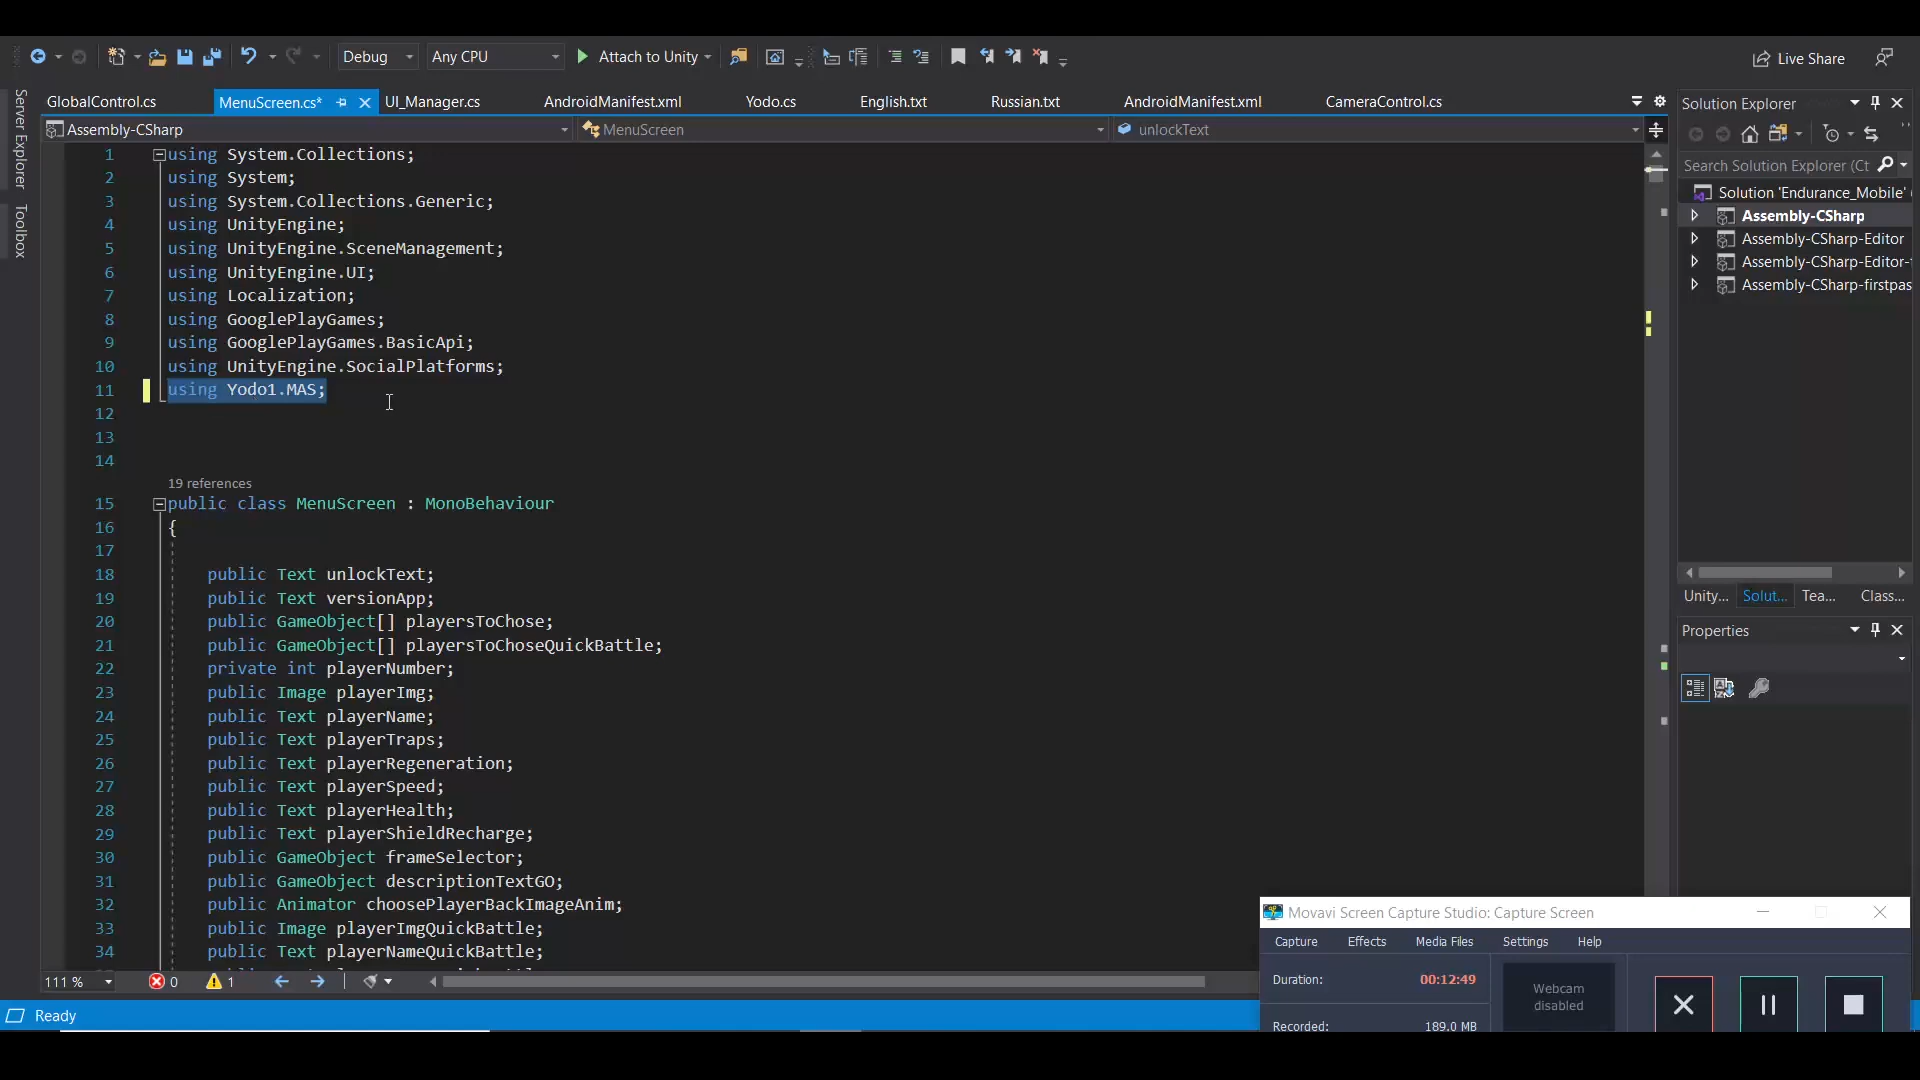 Debug
Any CPU
Attach to Unity
Live Share
Server Explorer
Toolbox
GlobalControl.cs
MenuScreen.cs*
UI_Manager.cs
AndroidManifest.xml
Yodo.cs
English.txt
Russian.txt
AndroidManifest.xml
CameraControl.cs
Assembly-CSharp
MenuScreen
unlockText
1 using System.Collections;
2 using System;
3 using System.Collections.Generic;
4 using UnityEngine;
5 using UnityEngine.SceneManagement;
6 using UnityEngine.UI;
7 using Localization;
8 using GooglePlayGames;
9 using GooglePlayGames.BasicApi;
10 using UnityEngine.SocialPlatforms;
11 using Yodo1.MAS;
12
13
14
19 references
15 public class MenuScreen : MonoBehaviour
16 {
17
18 public Text unlockText;
19 public Text versionApp;
20 public GameObject[] playersToChose;
21 public GameObject[] playersToChoseQuickBattle;
22 private int playerNumber;
23 public Image playerImg;
24 public Text playerName;
25 public Text playerTraps;
26 public Text playerRegeneration;
27 public Text playerSpeed;
28 public Text playerHealth;
29 public Text playerShieldRecharge;
30 public GameObject frameSelector;
31 public GameObject descriptionTextGO;
32 public Animator choosePlayerBackImageAnim;
33 public Image playerImgQuickBattle;
34 public Text playerNameQuickBattle;
111 %
0
1
Ready
Solution Explorer
Search Solution Explorer (Ct
Solution 'Endurance_Mobile'
Assembly-CSharp
Assembly-CSharp-Editor
Assembly-CSharp-Editor-
Assembly-CSharp-firstpas
Unity...
Solut...
Tea...
Class...
Properties
Movavi Screen Capture Studio: Capture Screen
Capture
Effects
Media Files
Settings
Help
Duration:
00:12:49
Webcam
disabled
Recorded:
189.0 MB